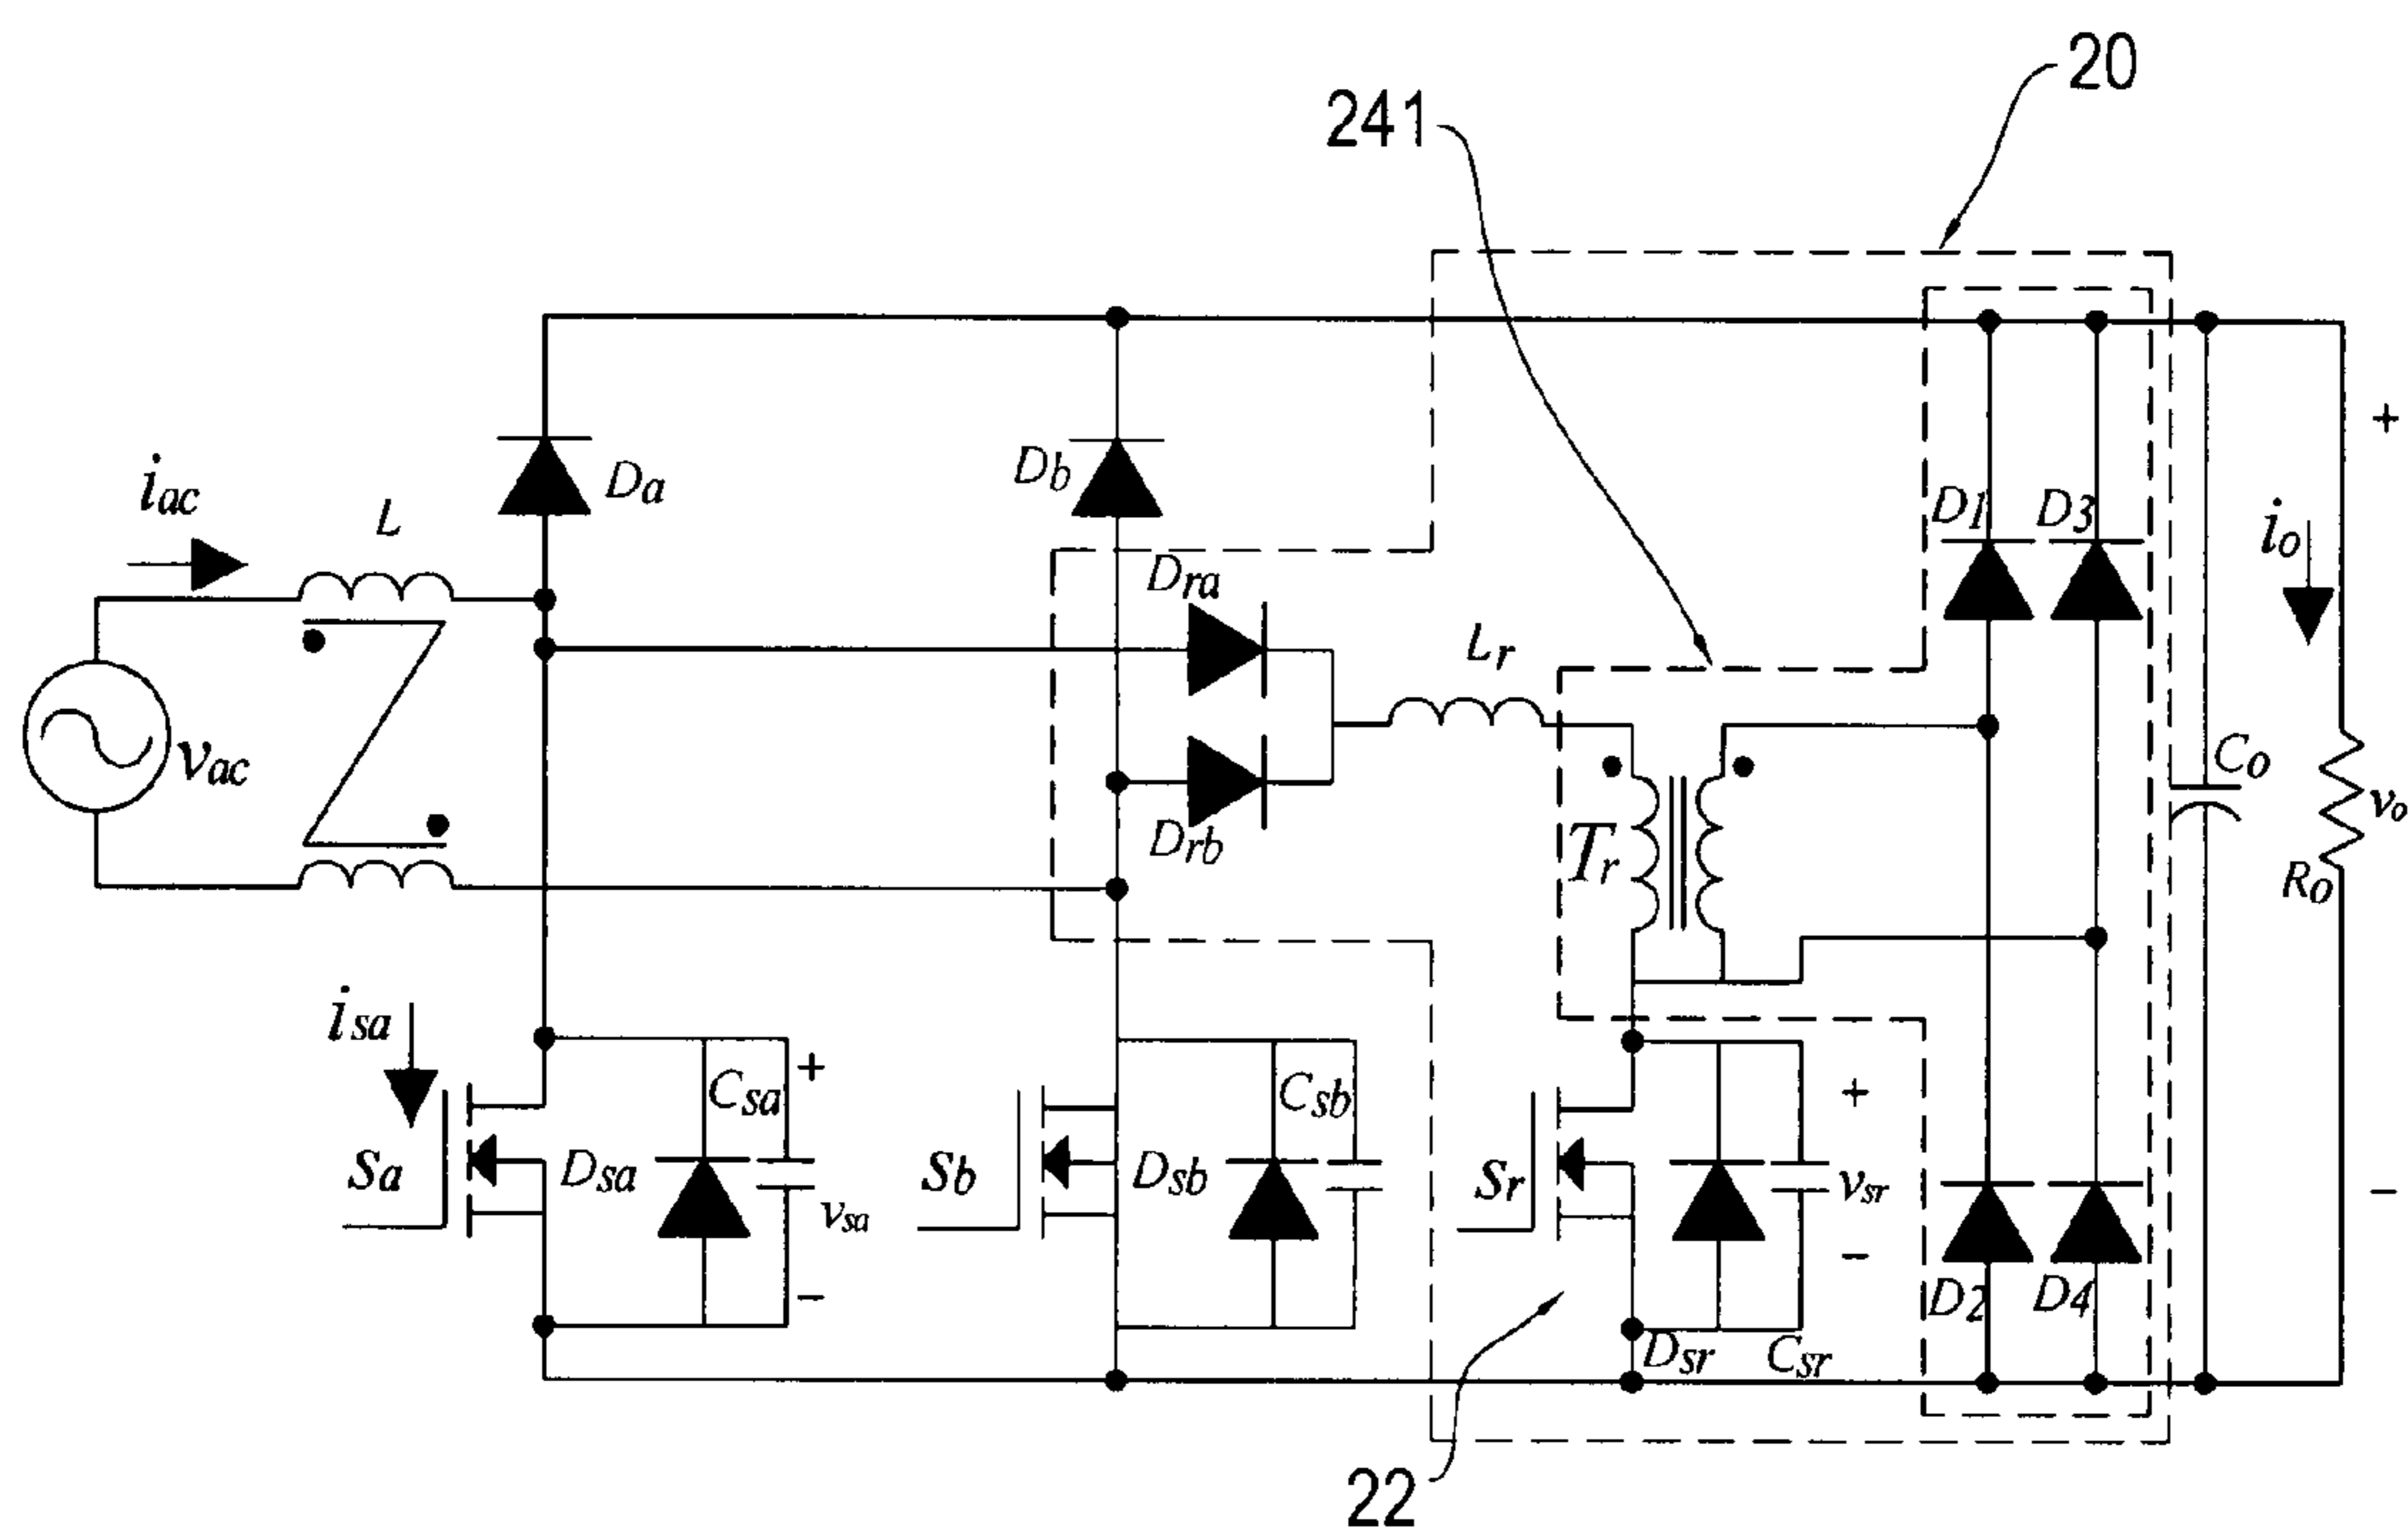 20
241
Da
Db
iac
L
D1
D3
io
+
Dra
Lr
vac
Drb
Tr
Co
vo
Ro
isa
Csa
+
Csb
+
Sa
Dsa
vsa
Sb
Dsb
Sr
vsr
−
−
−
D2
D4
Dsr
Csr
22